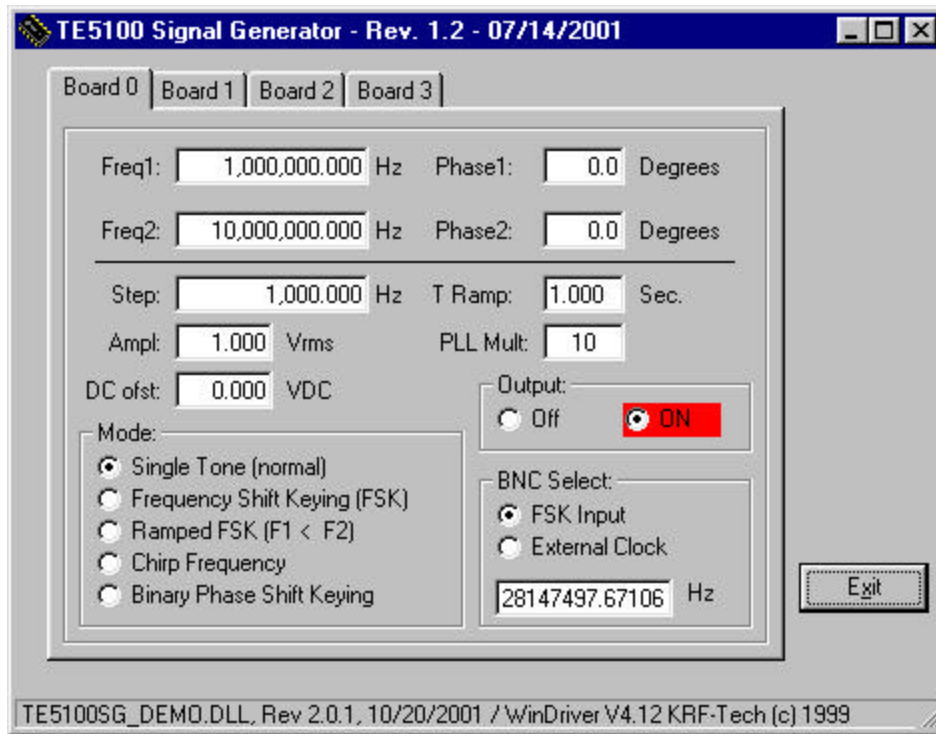 TE5100 Signal Generator - Rev. 1.2 - 07/14/2001
Board 0 Board 1 Board 2 Board 3
Freq1: 1,000,000.000 Hz Phase1: 0.0 Degrees
Freq2: 10,000,000.000 Hz Phase2: 0.0 Degrees
Step: 1,000.000 Hz T Ramp: 1.000 Sec.
Ampl: 1.000 Vrms PLL Mult: 10
DC ofst: 0.000 VDC
Output:
Off ON
Mode:
Single Tone (normal)
Frequency Shift Keying (FSK)
Ramped FSK (F1 < F2)
Chirp Frequency
Binary Phase Shift Keying
BNC Select:
FSK Input
External Clock
28147497.67106 Hz
Exit
TE5100SG_DEMO.DLL, Rev 2.0.1, 10/20/2001 / WinDriver V4.12 KRF-Tech (c) 1999